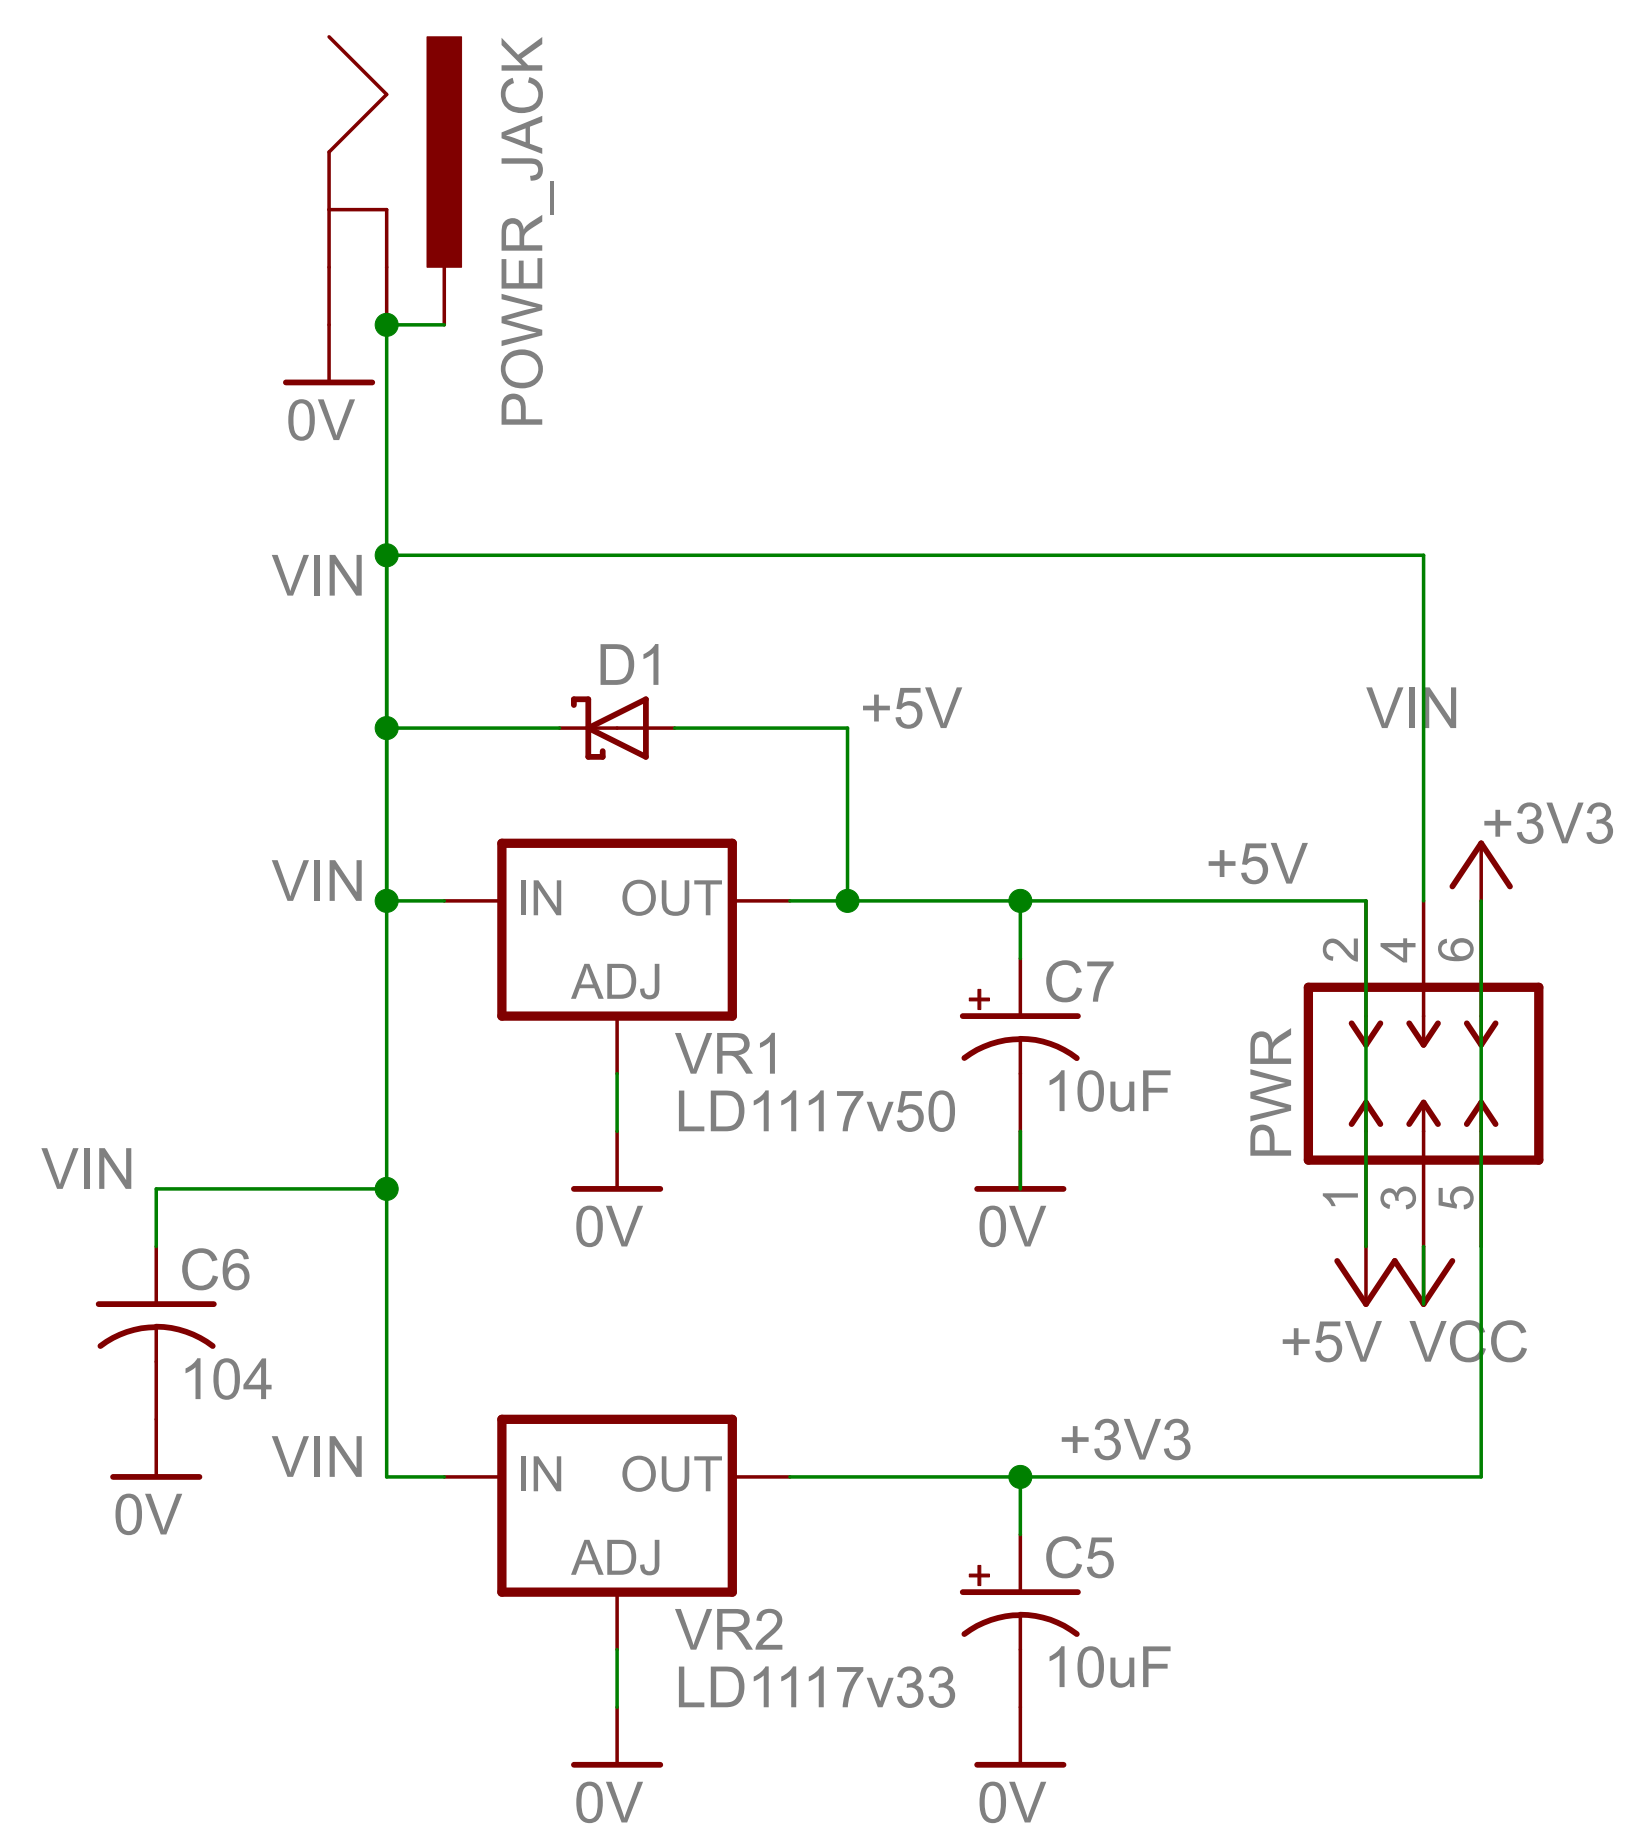 POWER_JACK
0V
VIN
D1
+5V
VIN
+3V3
VIN
IN
OUT
ADJ
+5V
2
4
6
C7
+
10uF
VR1
LD1117v50
PWR
1
3
5
0V
0V
VIN
C6
104
0V
+5V
VCC
VIN
IN
OUT
ADJ
+3V3
C5
+
10uF
VR2
LD1117v33
0V
0V